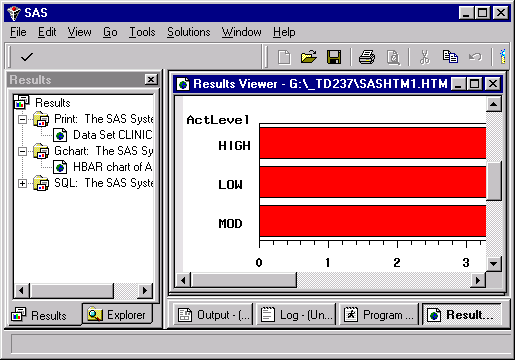 SAS
File Edit View Go Tools Solutions Window Help
Results
Results
Print: The SAS Syste
Data Set CLINIC
Gchart: The SAS Sy
HBAR chart of A
SQL: The SAS System
Results Explorer
Results Viewer - G:\_TD237\SASHTM1.HTM
ActLevel
HIGH
LOW
MOD
0 1 2 3
Output - (... Log - (Un... Program ... Result...